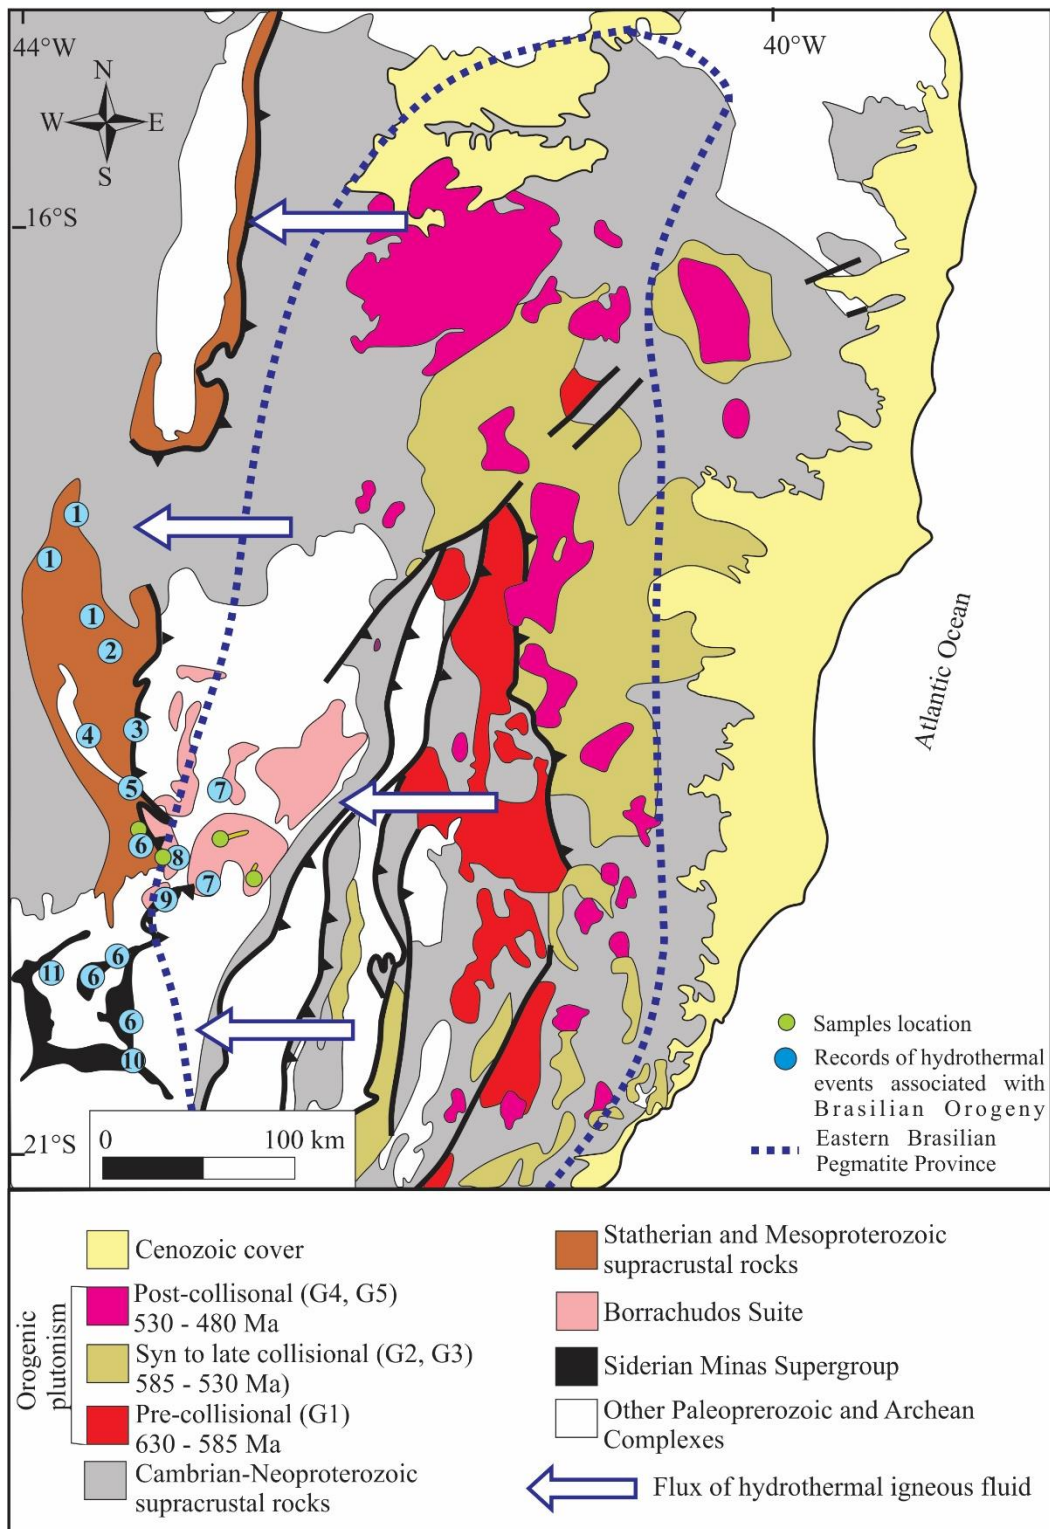 44°W
40°W
N
W
E
S
16°S
1
1
1
2
3
4
5
7
6
8
7
9
6
11
6
6
10
Atlantic Ocean
21°S
0
100 km
Samples location
Records of hydrothermal
events associated with
Brasilian Orogeny
Eastern Brasilian
Pegmatite Province
Cenozoic cover
Orogenic
plutonism
Post-collisonal (G4, G5)
530 - 480 Ma
Syn to late collisional (G2, G3)
585 - 530 Ma)
Pre-collisional (G1)
630 - 585 Ma
Cambrian-Neoproterozoic
supracrustal rocks
Statherian and Mesoproterozoic
supracrustal rocks
Borrachudos Suite
Siderian Minas Supergroup
Other Paleoprerozoic and Archean
Complexes
Flux of hydrothermal igneous fluid